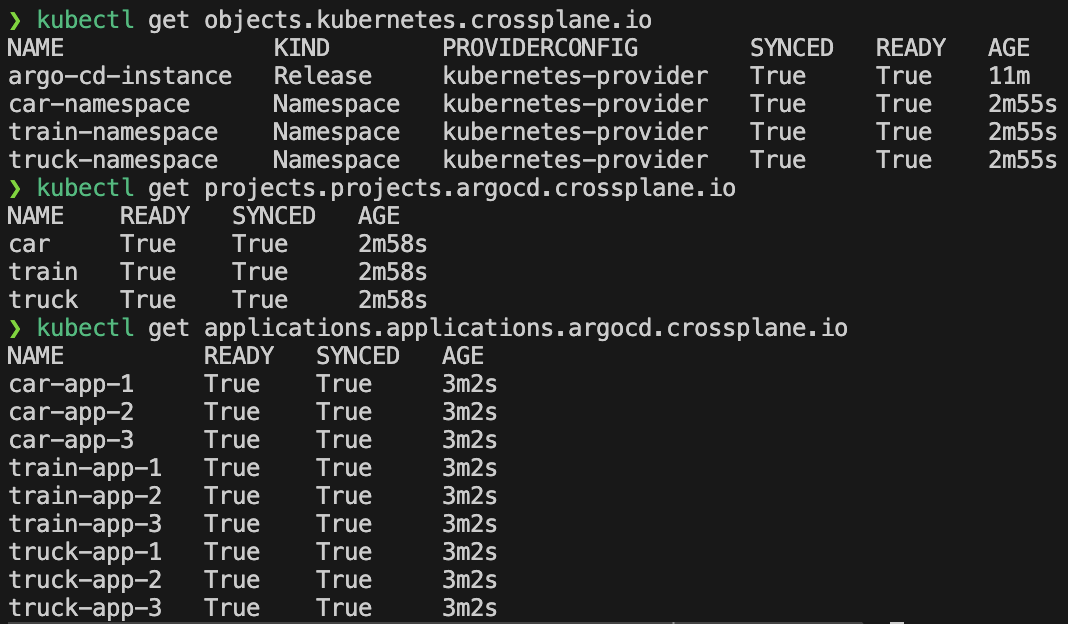 ❯ kubectl get objects.kubernetes.crossplane.io
NAME KIND PROVIDERCONFIG SYNCED READY AGE
argo-cd-instance Release kubernetes-provider True True 11m
car-namespace Namespace kubernetes-provider True True 2m55s
train-namespace Namespace kubernetes-provider True True 2m55s
truck-namespace Namespace kubernetes-provider True True 2m55s
❯ kubectl get projects.projects.argocd.crossplane.io
NAME READY SYNCED AGE
car True True 2m58s
train True True 2m58s
truck True True 2m58s
❯ kubectl get applications.applications.argocd.crossplane.io
NAME READY SYNCED AGE
car-app-1 True True 3m2s
car-app-2 True True 3m2s
car-app-3 True True 3m2s
train-app-1 True True 3m2s
train-app-2 True True 3m2s
train-app-3 True True 3m2s
truck-app-1 True True 3m2s
truck-app-2 True True 3m2s
truck-app-3 True True 3m2s